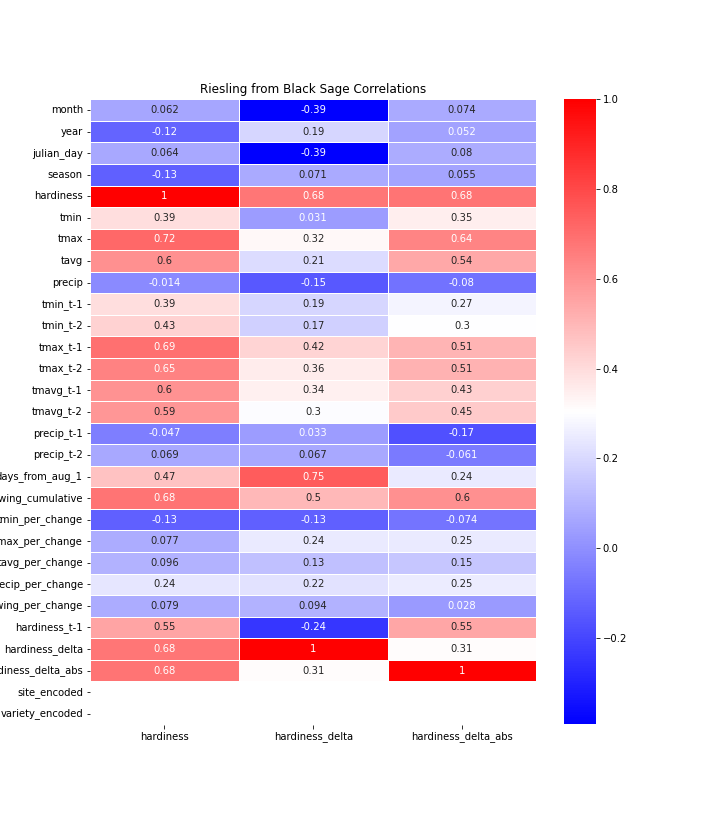 Riesling from Black Sage Correlations
month 0.062 -0.39 0.074
year -0.12 0.19 0.052
julian_day 0.064 -0.39 0.08
season -0.13 0.071 0.055
hardiness 1 0.68 0.68
tmin 0.39 0.031 0.35
tmax 0.72 0.32 0.64
tavg 0.6 0.21 0.54
precip -0.014 -0.15 -0.08
tmin_t-1 0.39 0.19 0.27
tmin_t-2 0.43 0.17 0.3
tmax_t-1 0.69 0.42 0.51
tmax_t-2 0.65 0.36 0.51
tmavg_t-1 0.6 0.34 0.43
tmavg_t-2 0.59 0.3 0.45
precip_t-1 -0.047 0.033 -0.17
precip_t-2 0.069 0.067 -0.061
days_from_aug_1 0.47 0.75 0.24
wing_cumulative 0.68 0.5 0.6
tmin_per_change -0.13 -0.13 -0.074
max_per_change 0.077 0.24 0.25
tavg_per_change 0.096 0.13 0.15
ecip_per_change 0.24 0.22 0.25
wing_per_change 0.079 0.094 0.028
hardiness_t-1 0.55 -0.24 0.55
hardiness_delta 0.68 1 0.31
diness_delta_abs 0.68 0.31 1
site_encoded
variety_encoded
hardiness hardiness_delta hardiness_delta_abs
1.0
0.8
0.6
0.4
0.2
0.0
−0.2